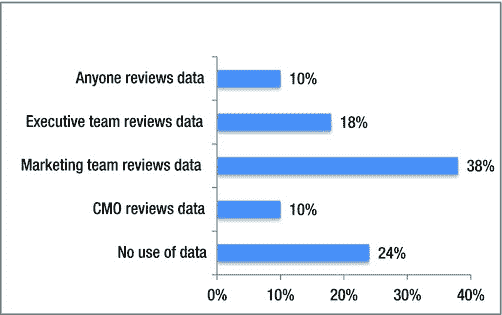 Anyone reviews data 10%
Executive team reviews data 18%
Marketing team reviews data 38%
CMO reviews data 10%
No use of data 24%
0% 10% 20% 30% 40%